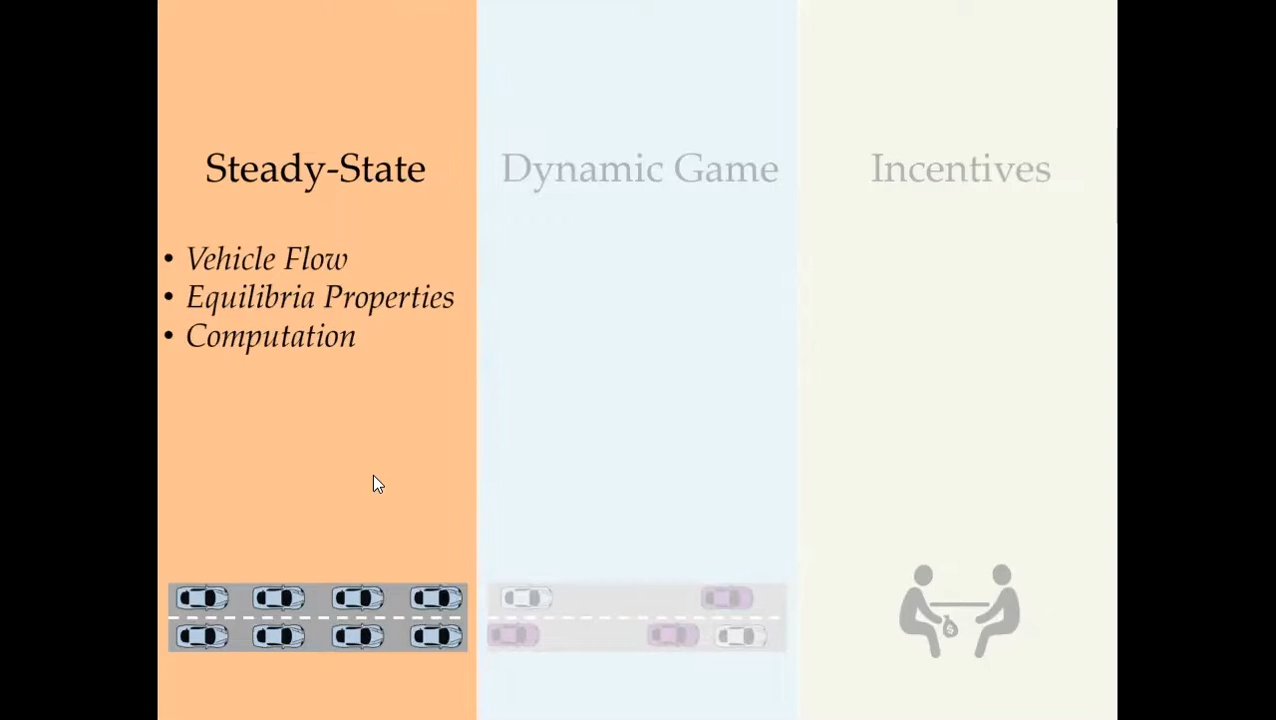 Steady-State
• Vehicle Flow
• Equilibria Properties
• Computation
Dynamic Game
Incentives
$